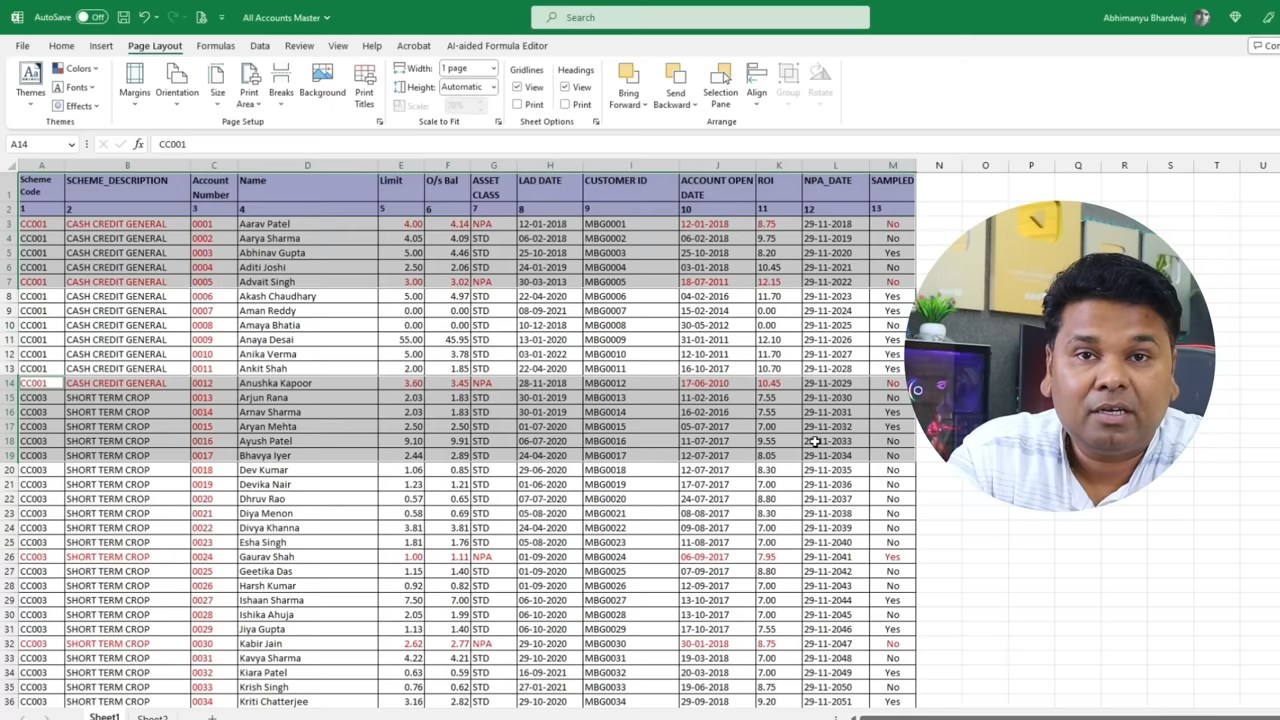 AutoSave Off All Accounts Master Search Abhimanyu Bhardwaj
File Home Insert Page Layout Formulas Data Review View Help Acrobat AI-aided Formula Editor
Themes Colors Fonts Effects Margins Orientation Size Print Area Breaks Background Print Titles Width: 1 page Height: Automatic Scale: 78% Gridlines View Print Headings View Print Bring Forward Send Backward Selection Pane Align Group Rotate
Themes Page Setup Scale to Fit Sheet Options Arrange
A14 fx CC001
A B C D E F G H I J K L M N O P Q R S T U
1 Scheme Code SCHEME_DESCRIPTION Account Number Name Limit O/s Bal ASSET CLASS LAD DATE CUSTOMER ID ACCOUNT OPEN DATE ROI NPA_DATE SAMPLED
2 1 2 3 4 5 6 7 8 9 10 11 12 13
3 CC001 CASH CREDIT GENERAL 0001 Aarav Patel 4.00 4.14 NPA 12-01-2018 MBG0001 12-01-2018 8.75 29-11-2018 No
4 CC001 CASH CREDIT GENERAL 0002 Aarya Sharma 4.05 4.09 STD 06-02-2018 MBG0002 06-02-2018 9.75 29-11-2019 No
5 CC001 CASH CREDIT GENERAL 0003 Abhinav Gupta 5.00 4.46 STD 25-10-2018 MBG0003 25-10-2018 8.20 29-11-2020 Yes
6 CC001 CASH CREDIT GENERAL 0004 Aditi Joshi 2.50 2.06 STD 24-01-2019 MBG0004 03-01-2018 10.45 29-11-2021 No
7 CC001 CASH CREDIT GENERAL 0005 Advait Singh 3.00 3.02 NPA 30-03-2013 MBG0005 18-07-2011 12.15 29-11-2022 No
8 CC001 CASH CREDIT GENERAL 0006 Akash Chaudhary 5.00 4.97 STD 22-04-2020 MBG0006 04-02-2016 11.70 29-11-2023 Yes
9 CC001 CASH CREDIT GENERAL 0007 Aman Reddy 0.00 0.00 STD 08-09-2021 MBG0007 15-02-2014 0.00 29-11-2024 Yes
10 CC001 CASH CREDIT GENERAL 0008 Amaya Bhatia 0.00 0.00 STD 10-12-2018 MBG0008 30-05-2012 0.00 29-11-2025 No
11 CC001 CASH CREDIT GENERAL 0009 Anaya Desai 55.00 45.95 STD 13-01-2020 MBG0009 31-01-2011 12.10 29-11-2026 Yes
12 CC001 CASH CREDIT GENERAL 0010 Anika Verma 5.00 3.78 STD 03-01-2022 MBG0010 10-10-2012 11.70 29-11-2027 Yes
13 CC001 CASH CREDIT GENERAL 0011 Ankit Shah 2.00 1.85 STD 22-04-2020 MBG0011 16-10-2017 10.70 29-11-2028 Yes
14 CC001 CASH CREDIT GENERAL 0012 Anushka Kapoor 3.60 3.45 NPA 28-11-2018 MBG0012 17-06-2010 10.45 29-11-2029 No
15 CC003 SHORT TERM CROP 0013 Arjun Rana 2.03 1.83 STD 30-01-2019 MBG0013 11-02-2016 7.55 29-11-2030 No
16 CC003 SHORT TERM CROP 0014 Arnav Sharma 2.03 1.83 STD 30-01-2019 MBG0014 16-02-2016 7.55 29-11-2031 Yes
17 CC003 SHORT TERM CROP 0015 Aryan Mehta 2.50 2.50 STD 01-07-2020 MBG0015 05-07-2017 7.00 29-11-2032 Yes
18 CC003 SHORT TERM CROP 0016 Ayush Patel 9.10 9.91 STD 06-07-2020 MBG0016 11-07-2017 9.55 29-11-2033 No
19 CC003 SHORT TERM CROP 0017 Bhavya Iyer 2.44 2.89 STD 24-04-2020 MBG0017 12-07-2017 8.05 29-11-2034 No
20 CC003 SHORT TERM CROP 0018 Dev Kumar 1.06 0.85 STD 29-06-2020 MBG0018 12-07-2017 8.30 29-11-2035 No
21 CC003 SHORT TERM CROP 0019 Devika Nair 1.23 1.21 STD 01-06-2020 MBG0019 17-07-2017 7.00 29-11-2036 No
22 CC003 SHORT TERM CROP 0020 Dhruv Rao 0.57 0.65 STD 07-07-2020 MBG0020 24-07-2017 8.80 29-11-2037 No
23 CC003 SHORT TERM CROP 0021 Diya Menon 0.58 0.69 STD 05-08-2020 MBG0021 08-08-2017 8.30 29-11-2038 No
24 CC003 SHORT TERM CROP 0022 Divya Khanna 3.81 3.81 STD 24-04-2020 MBG0022 09-08-2017 7.00 29-11-2039 No
25 CC003 SHORT TERM CROP 0023 Esha Singh 1.81 1.76 STD 05-08-2020 MBG0023 11-08-2017 7.00 29-11-2040 No
26 CC003 SHORT TERM CROP 0024 Gaurav Shah 1.00 1.11 NPA 01-09-2020 MBG0024 06-09-2017 7.95 29-11-2041 Yes
27 CC003 SHORT TERM CROP 0025 Geetika Das 1.15 1.40 STD 01-09-2020 MBG0025 07-09-2017 8.80 29-11-2042 No
28 CC003 SHORT TERM CROP 0026 Harsh Kumar 0.92 0.82 STD 01-09-2020 MBG0026 12-09-2017 7.00 29-11-2043 No
29 CC003 SHORT TERM CROP 0027 Ishaan Sharma 7.50 7.00 STD 06-10-2020 MBG0027 13-10-2017 7.00 29-11-2044 Yes
30 CC003 SHORT TERM CROP 0028 Ishika Ahuja 2.05 1.99 STD 06-10-2020 MBG0028 13-10-2017 7.00 29-11-2045 No
31 CC003 SHORT TERM CROP 0029 Jiya Gupta 1.13 1.40 STD 06-10-2020 MBG0029 17-10-2017 7.55 29-11-2046 Yes
32 CC003 SHORT TERM CROP 0030 Kabir Jain 2.62 2.77 NPA 29-10-2020 MBG0030 30-01-2018 8.75 29-11-2047 No
33 CC003 SHORT TERM CROP 0031 Kavya Sharma 4.22 4.21 STD 29-10-2020 MBG0031 19-03-2018 7.00 29-11-2048 No
34 CC003 SHORT TERM CROP 0032 Kiara Patel 0.63 0.59 STD 16-09-2021 MBG0032 20-03-2018 7.00 29-11-2049 Yes
35 CC003 SHORT TERM CROP 0033 Krish Singh 0.76 0.62 STD 27-01-2021 MBG0033 19-06-2018 8.75 29-11-2050 No
36 CC003 SHORT TERM CROP 0034 Kriti Chatterjee 3.16 2.82 STD 29-10-2020 MBG0034 29-09-2018 9.20 29-11-2051 Yes
Sheet1 Sheet2